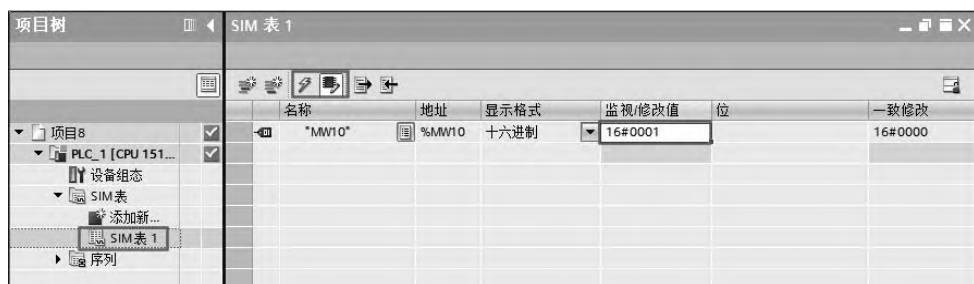 项目树
SIM 表 1
名称 地址 显示格式 监视/修改值 位 一致修改
项目8
"MW10" %MW10 十六进制 16#0001 16#0000
PLC_1 [CPU 151...
设备组态
SIM表
添加新...
SIM表 1
序列